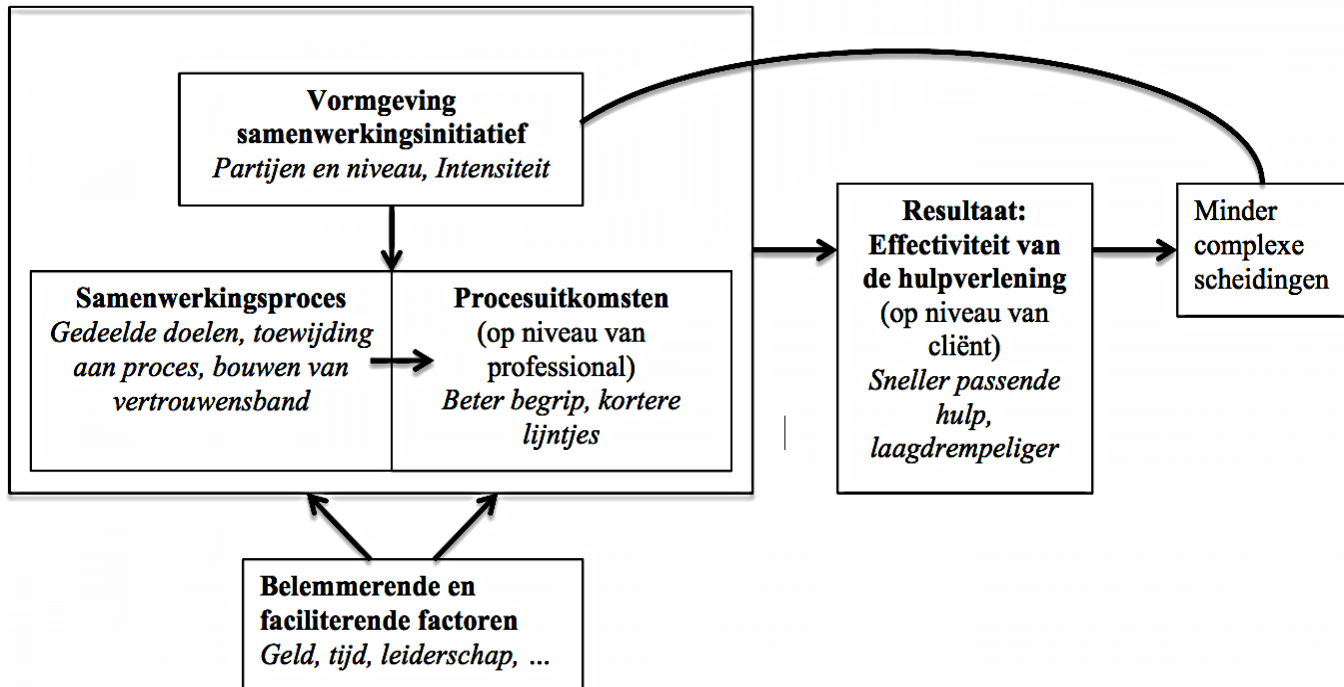 Vormgeving
samenwerkingsinitiatief
Partijen en niveau, Intensiteit
Samenwerkingsproces
Gedeelde doelen, toewijding
aan proces, bouwen van
vertrouwensband
Procesuitkomsten
(op niveau van
professional)
Beter begrip, kortere
lijntjes
Resultaat:
Effectiviteit van
de hulpverlening
(op niveau van
cliënt)
Sneller passende
hulp,
laagdrempeliger
Minder
complexe
scheidingen
Belemmerende en
faciliterende factoren
Geld, tijd, leiderschap, ...